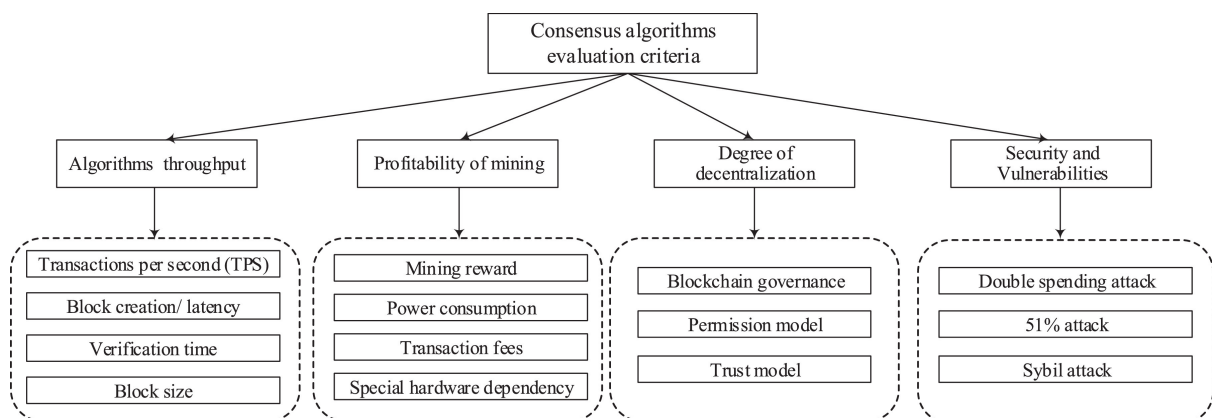 Consensus algorithms
evaluation criteria
Algorithms throughput
Profitability of mining
Degree of
decentralization
Security and
Vulnerabilities
Transactions per second (TPS)
Block creation/ latency
Verification time
Block size
Mining reward
Power consumption
Transaction fees
Special hardware dependency
Blockchain governance
Permission model
Trust model
Double spending attack
51% attack
Sybil attack